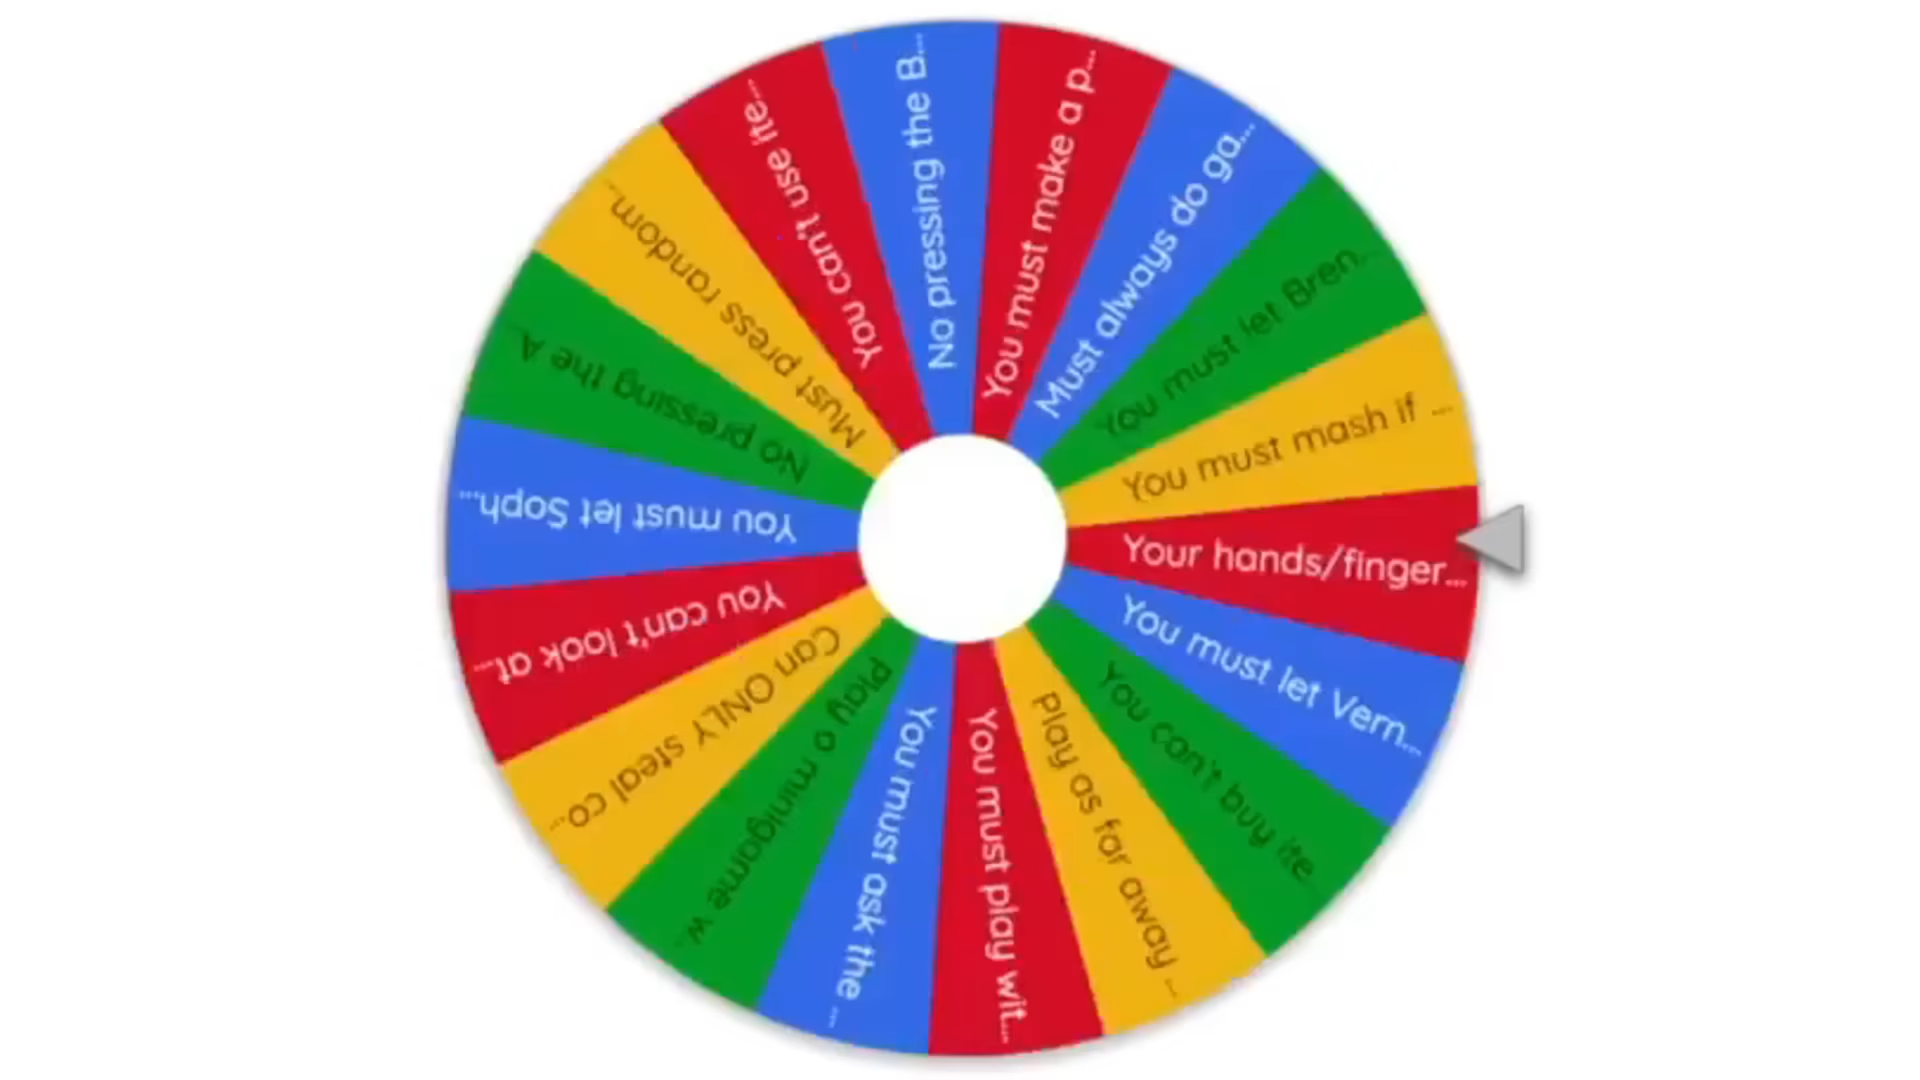 No pressing the B...
You must make a p...
Must always do ga...
You must let Bren...
You must mash if ...
Your hands/finger...
You must let Vern...
You can't buy ite...
Play as far away ...
You must play wit...
You must ask the ...
Play a minigame w...
Can ONLY steal co...
You can't look at...
You must let Soph...
No pressing the A
Must press random...
You can't use ite...